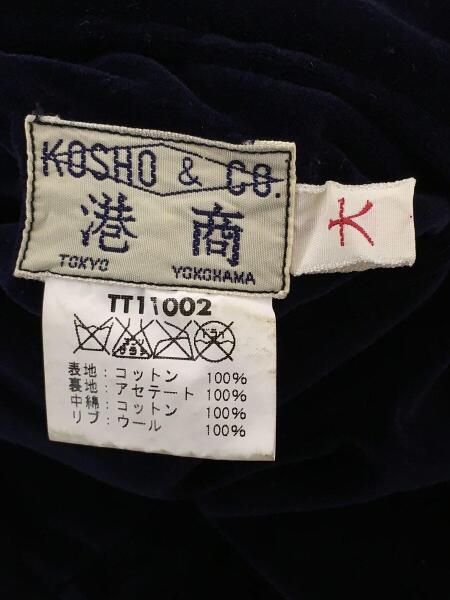 KOSHO & CO.
港商
TOKYO YOKOHAMA
K
TT11002
表地:コットン 100%
裏地:アセテート 100%
中綿:コットン 100%
リブ:ウール 100%